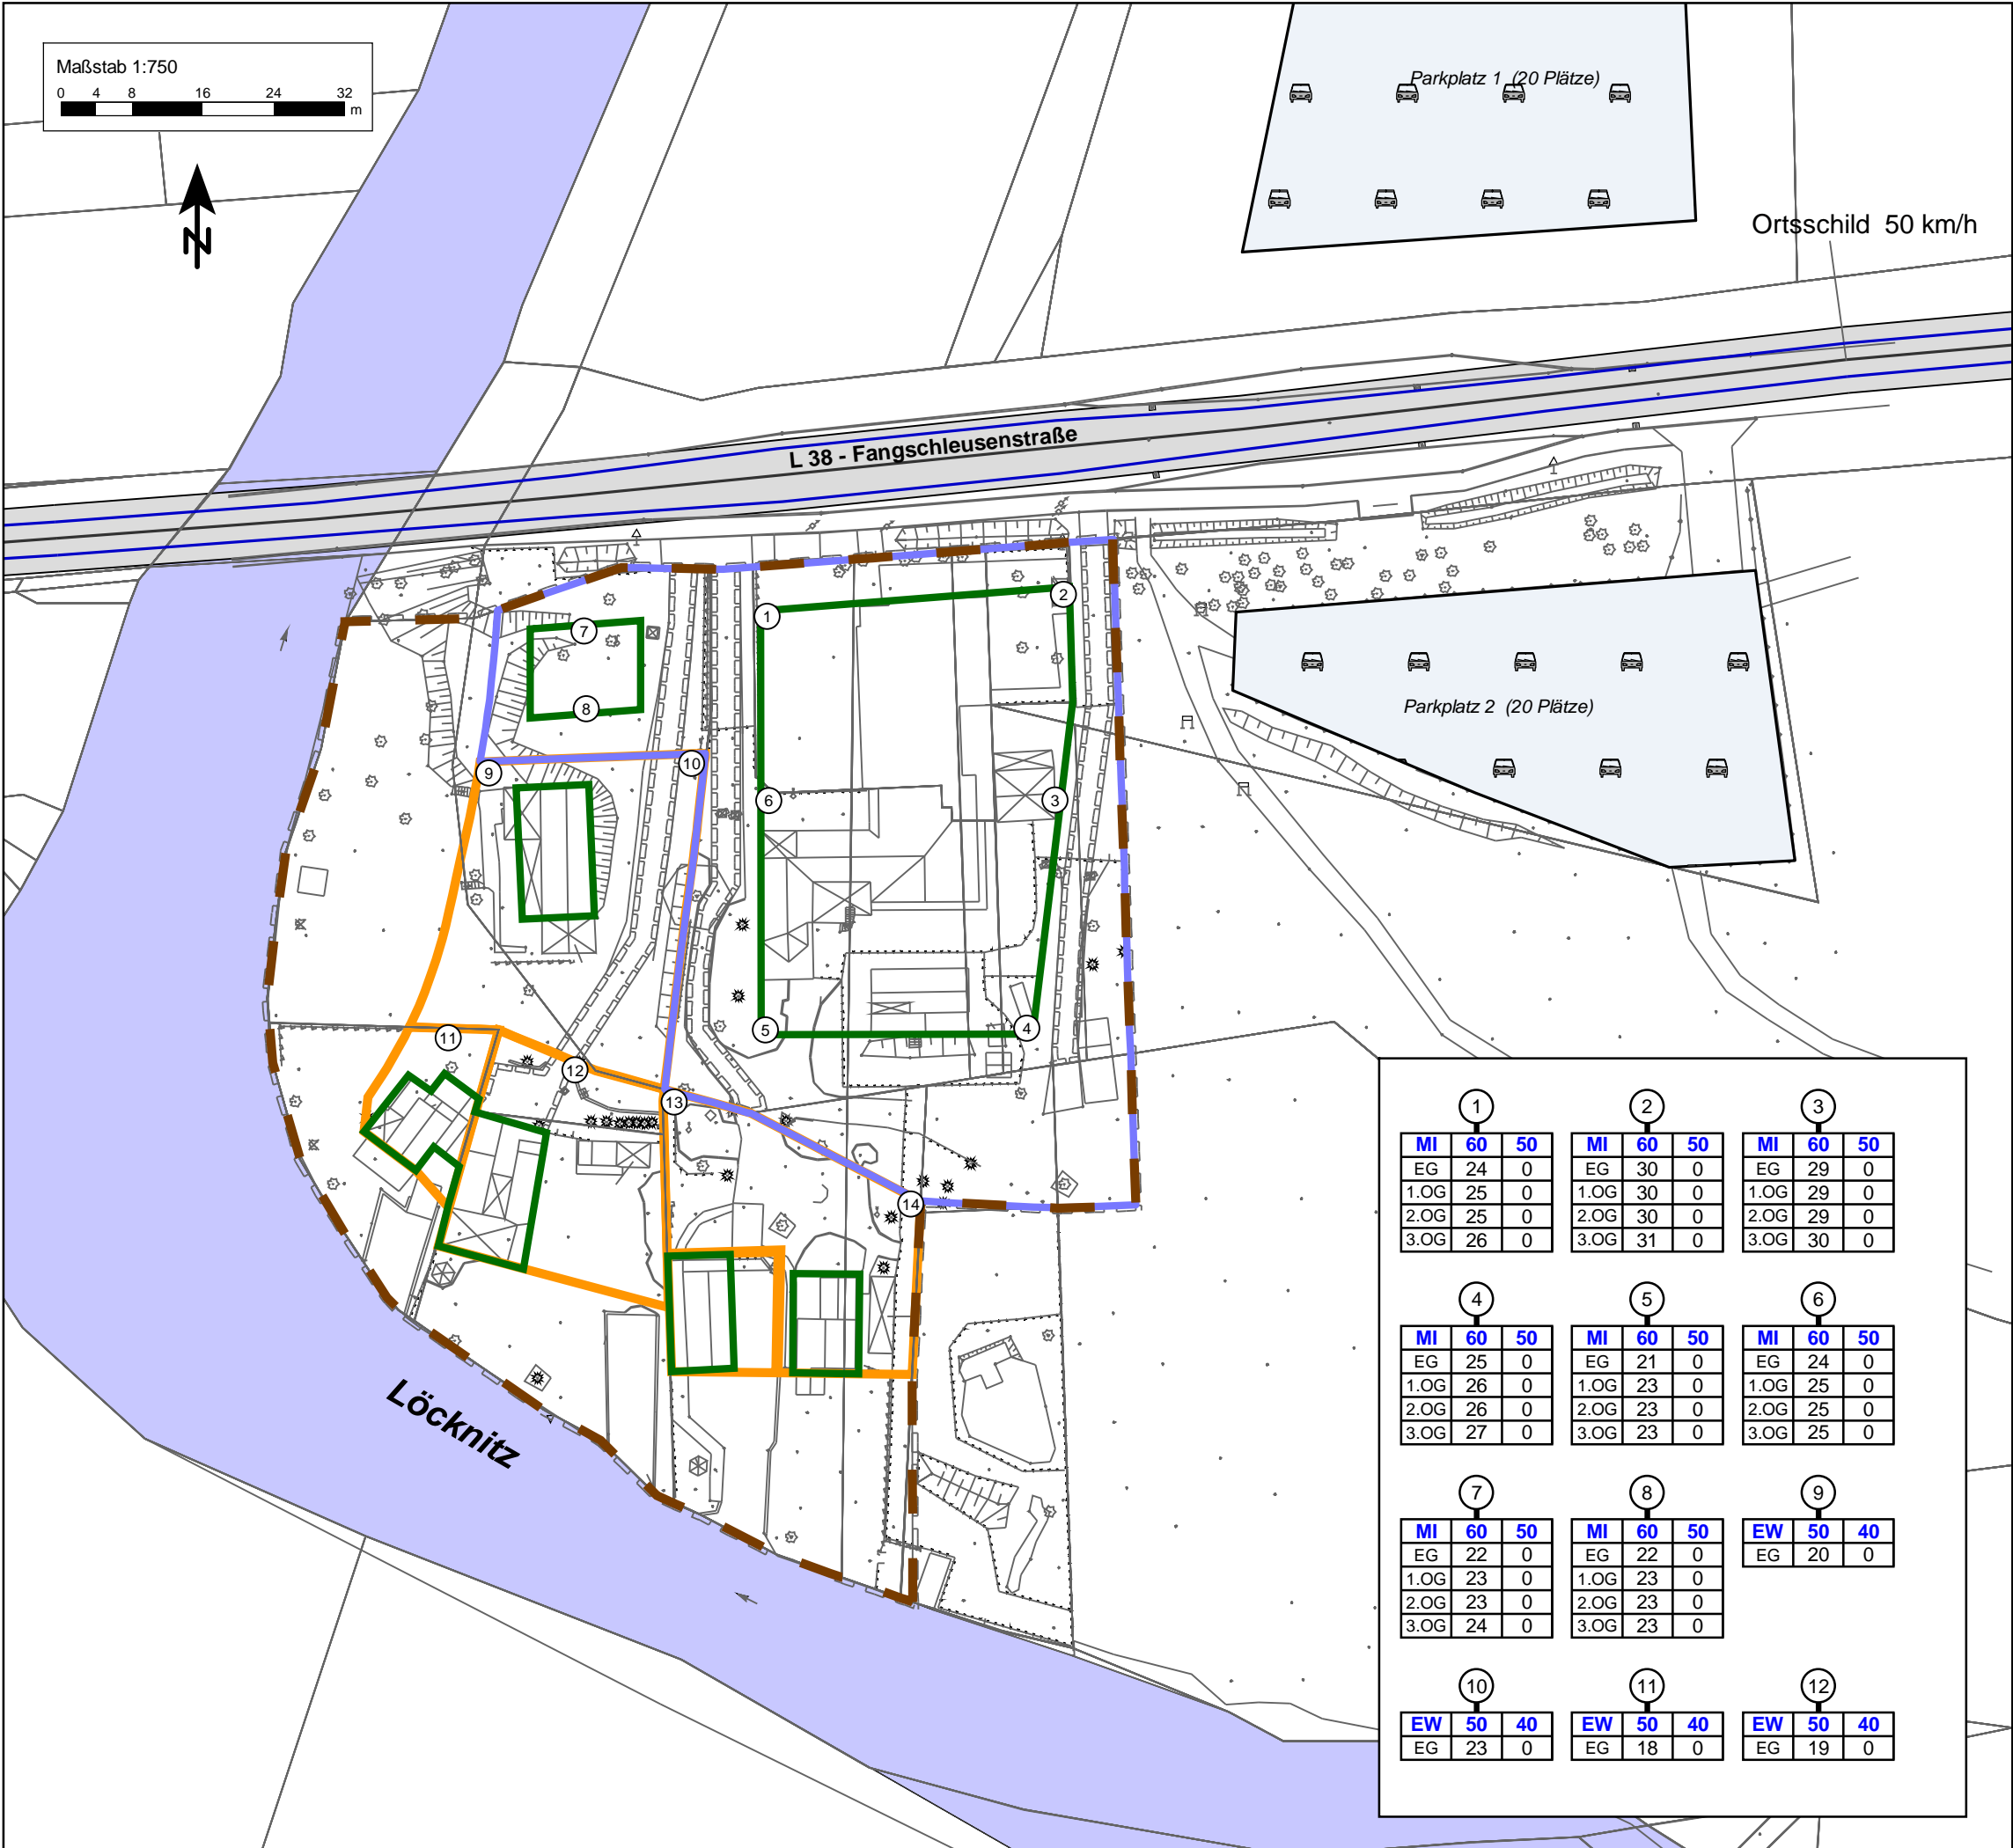 Maßstab 1:750
0 4 8 16 24 32
m
N
Parkplatz 1 (20 Plätze)
Ortsschild 50 km/h
L 38 - Fangschleusenstraße
Parkplatz 2 (20 Plätze)
1
2
3
4
5
6
7
8
9
10
11
12
13
14
Löcknitz
1 2 3
MI 60 50 MI 60 50 MI 60 50
EG 24 0 EG 30 0 EG 29 0
1.OG 25 0 1.OG 30 0 1.OG 29 0
2.OG 25 0 2.OG 30 0 2.OG 29 0
3.OG 26 0 3.OG 31 0 3.OG 30 0
4 5 6
MI 60 50 MI 60 50 MI 60 50
EG 25 0 EG 21 0 EG 24 0
1.OG 26 0 1.OG 23 0 1.OG 25 0
2.OG 26 0 2.OG 23 0 2.OG 25 0
3.OG 27 0 3.OG 23 0 3.OG 25 0
7 8 9
MI 60 50 MI 60 50 EW 50 40
EG 22 0 EG 22 0 EG 20 0
1.OG 23 0 1.OG 23 0
2.OG 23 0 2.OG 23 0
3.OG 24 0 3.OG 23 0
10 11 12
EW 50 40 EW 50 40 EW 50 40
EG 23 0 EG 18 0 EG 19 0